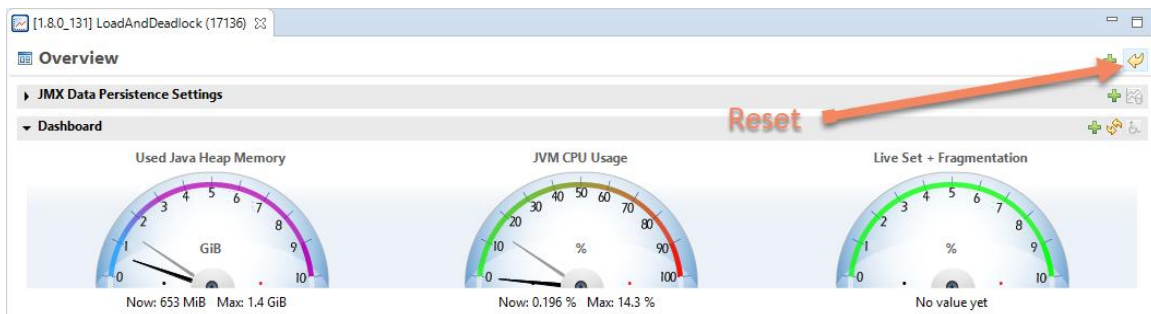 [1.8.0_131] LoadAndDeadlock (17136)
Overview
JMX Data Persistence Settings
Reset
Dashboard
Used Java Heap Memory
JVM CPU Usage
Live Set + Fragmentation
0 1 2 3 4 5 6 7 8 9 10
GiB
0 10 20 30 40 50 60 70 80 90 100
%
0 1 2 3 4 5 6 7 8 9 10
%
Now: 653 MiB Max: 1.4 GiB
Now: 0.196 % Max: 14.3 %
No value yet